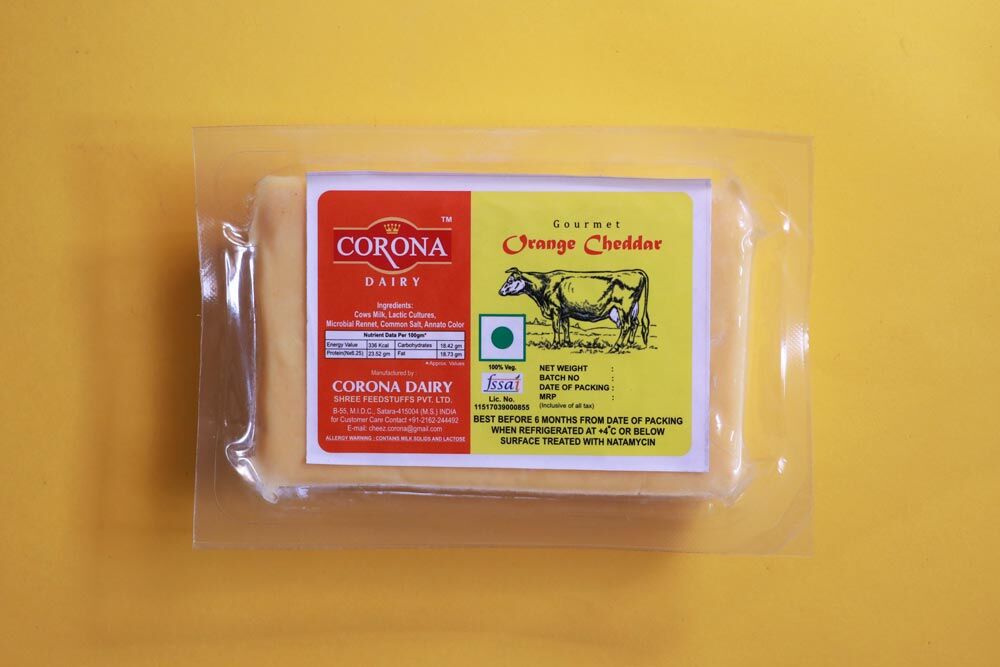 TM
CORONA
DAIRY
Ingredients:
Cows Milk, Lactic Cultures,
Microbial Rennet, Common Salt, Annato Color
Nutrient Data Per 100gm*
Energy Value 336 Kcal Carbohydrates 18.42 gm
Protein(Nx6.25) 23.52 gm Fat 18.73 gm
*Approx. Values
Manufactured by :
CORONA DAIRY
SHREE FEEDSTUFFS PVT. LTD.
B-55, M.I.D.C., Satara-415004 (M.S.) INDIA
for Customer Care Contact +91-2162-244492
E-mail: cheez.corona@gmail.com
ALLERGY WARNING : CONTAINS MILK SOLIDS AND LACTOSE
Gourmet
Orange Cheddar
100% Veg.
fssai
Lic. No.
11517039000855
NET WEIGHT :
BATCH NO :
DATE OF PACKING :
MRP :
(Inclusive of all tax)
BEST BEFORE 6 MONTHS FROM DATE OF PACKING
WHEN REFRIGERATED AT +4°C OR BELOW
SURFACE TREATED WITH NATAMYCIN